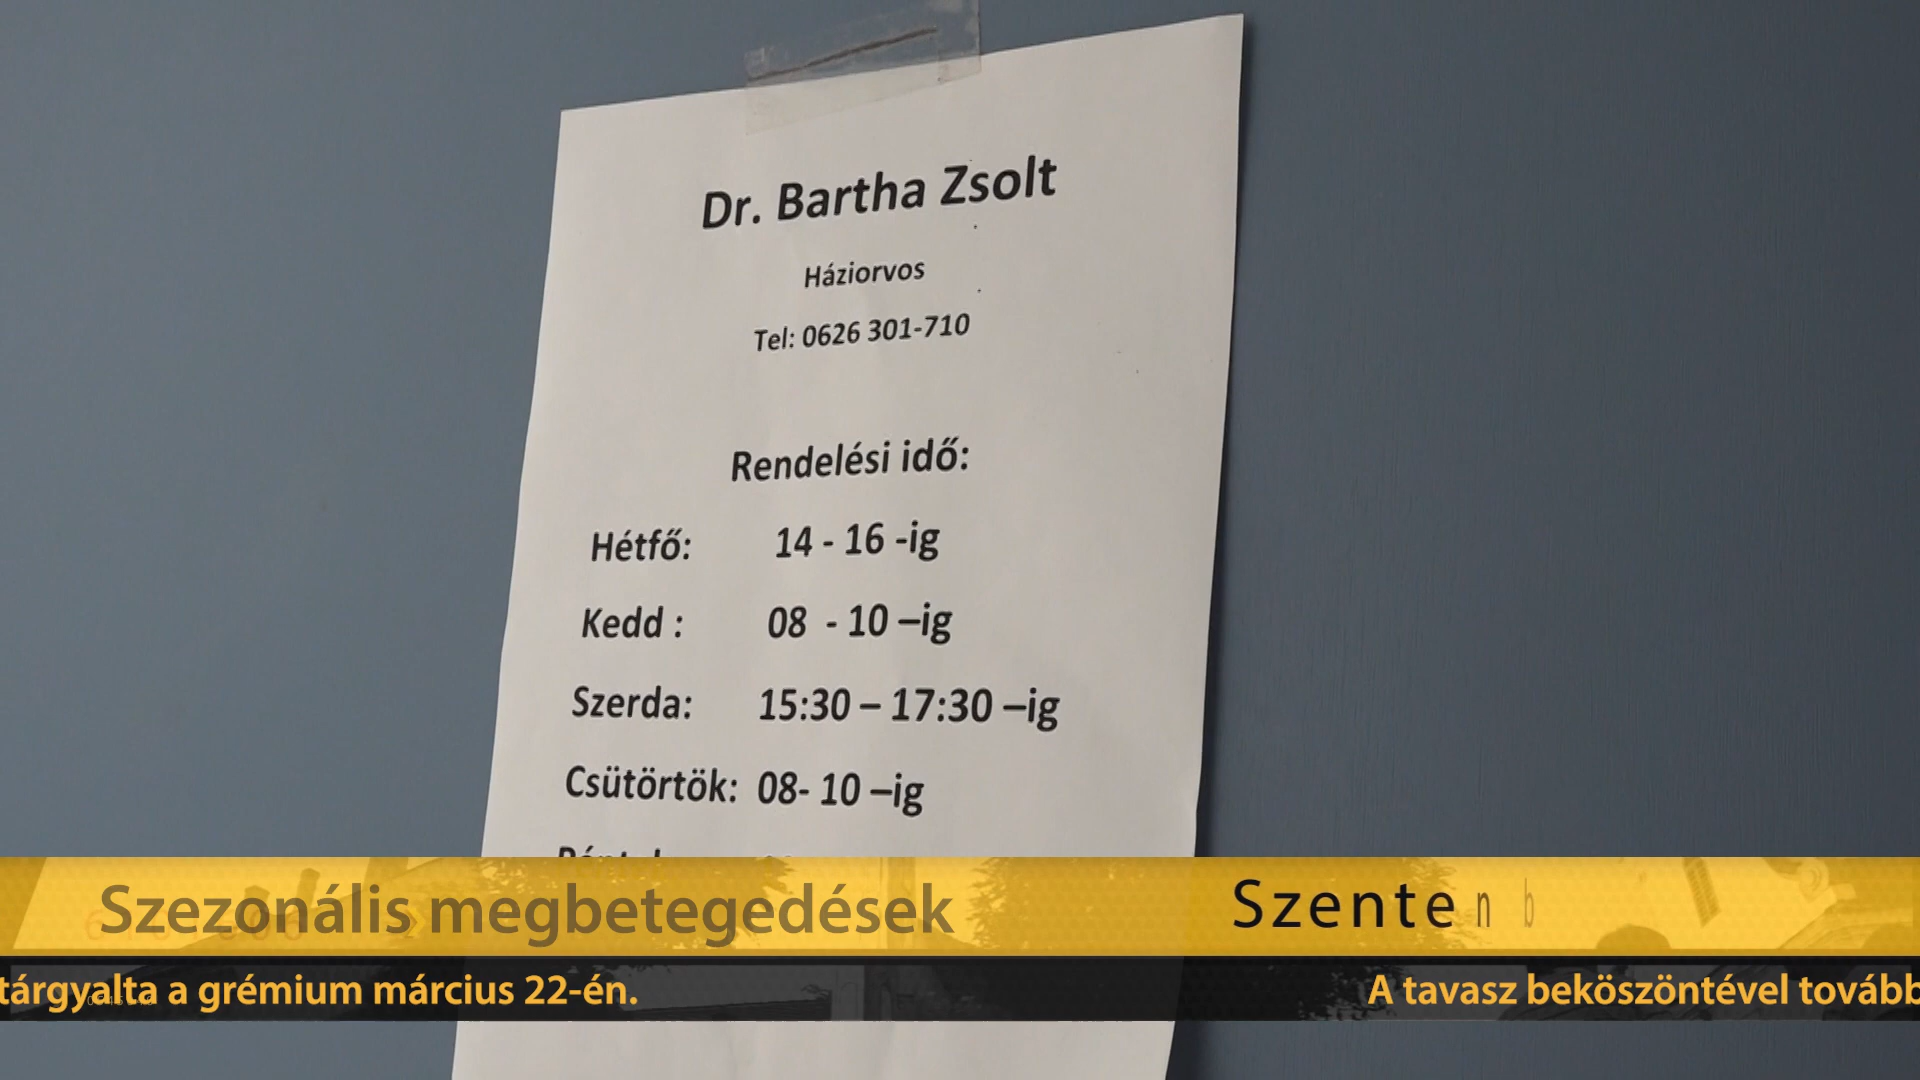 Dr. Bartha Zsolt
Háziorvos
Tel: 0626 301-710
Rendelési idő:
Hétfő: 14 - 16 -ig
Kedd : 08 - 10 –ig
Szerda: 15:30 – 17:30 –ig
Csütörtök: 08- 10 –ig
Szezonális megbetegedések
Szentenb
tárgyalta a grémium március 22-én.
A tavasz beköszöntével tovább